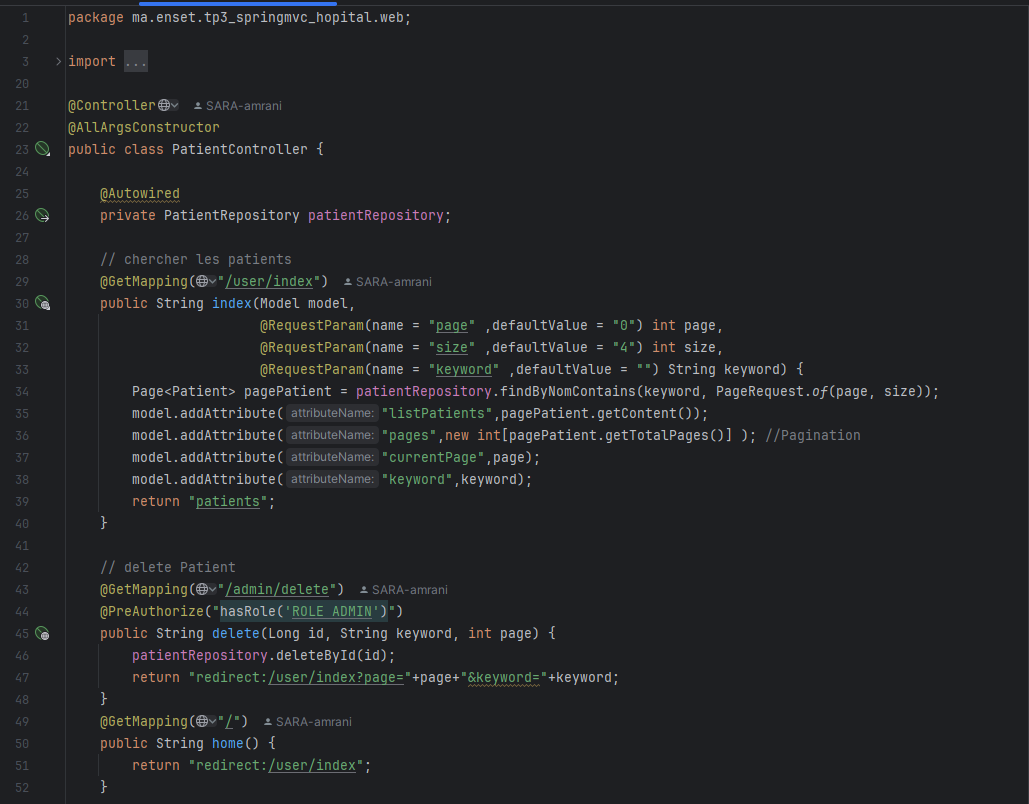 1 package ma.enset.tp3_springmvc_hopital.web;
2
3 import ...
20
21 @Controller SARA-amrani
22 @AllArgsConstructor
23 public class PatientController {
24
25 @Autowired
26 private PatientRepository patientRepository;
27
28 // chercher les patients
29 @GetMapping("/user/index") SARA-amrani
30 public String index(Model model,
31 @RequestParam(name = "page" ,defaultValue = "0") int page,
32 @RequestParam(name = "size" ,defaultValue = "4") int size,
33 @RequestParam(name = "keyword" ,defaultValue = "") String keyword) {
34 Page<Patient> pagePatient = patientRepository.findByNomContains(keyword, PageRequest.of(page, size));
35 model.addAttribute( attributeName: "listPatients",pagePatient.getContent());
36 model.addAttribute( attributeName: "pages",new int[pagePatient.getTotalPages()] ); //Pagination
37 model.addAttribute( attributeName: "currentPage",page);
38 model.addAttribute( attributeName: "keyword",keyword);
39 return "patients";
40 }
41
42 // delete Patient
43 @GetMapping("/admin/delete") SARA-amrani
44 @PreAuthorize("hasRole('ROLE_ADMIN')")
45 public String delete(Long id, String keyword, int page) {
46 patientRepository.deleteById(id);
47 return "redirect:/user/index?page="+page+"&keyword="+keyword;
48 }
49 @GetMapping("/") SARA-amrani
50 public String home() {
51 return "redirect:/user/index";
52 }